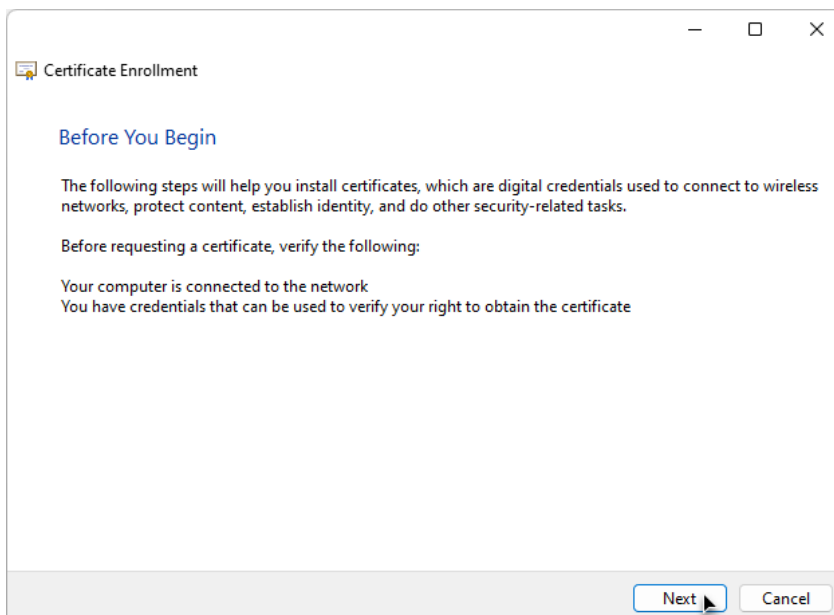 Certificate Enrollment
Before You Begin
The following steps will help you install certificates, which are digital credentials used to connect to wireless
networks, protect content, establish identity, and do other security-related tasks.
Before requesting a certificate, verify the following:
Your computer is connected to the network
You have credentials that can be used to verify your right to obtain the certificate
Next
Cancel